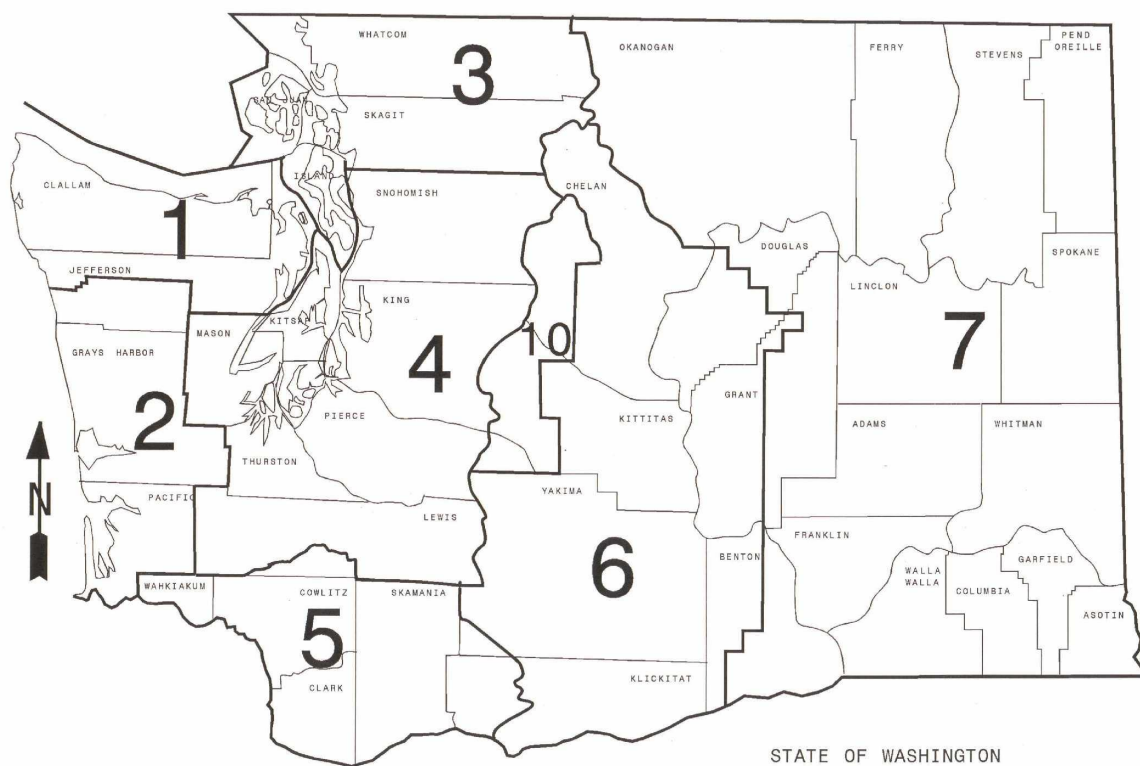 WHATCOM
3
OKANOGAN
FERRY
STEVENS
PEND
OREILLE
SAN JUAN
SKAGIT
CLALLAM
ISLAND
SNOHOMISH
CHELAN
1
DOUGLAS
SPOKANE
JEFFERSON
LINCLON
KING
MASON
KITSAP
10
7
GRAYS HARBOR
4
2
GRANT
PIERCE
KITTITAS
ADAMS
WHITMAN
THURSTON
N
PACIFIC
YAKIMA
LEWIS
6
BENTON
FRANKLIN
WAHKIAKUM
COWLITZ
SKAMANIA
WALLA
WALLA
GARFIELD
COLUMBIA
ASOTIN
5
CLARK
KLICKITAT
STATE OF WASHINGTON